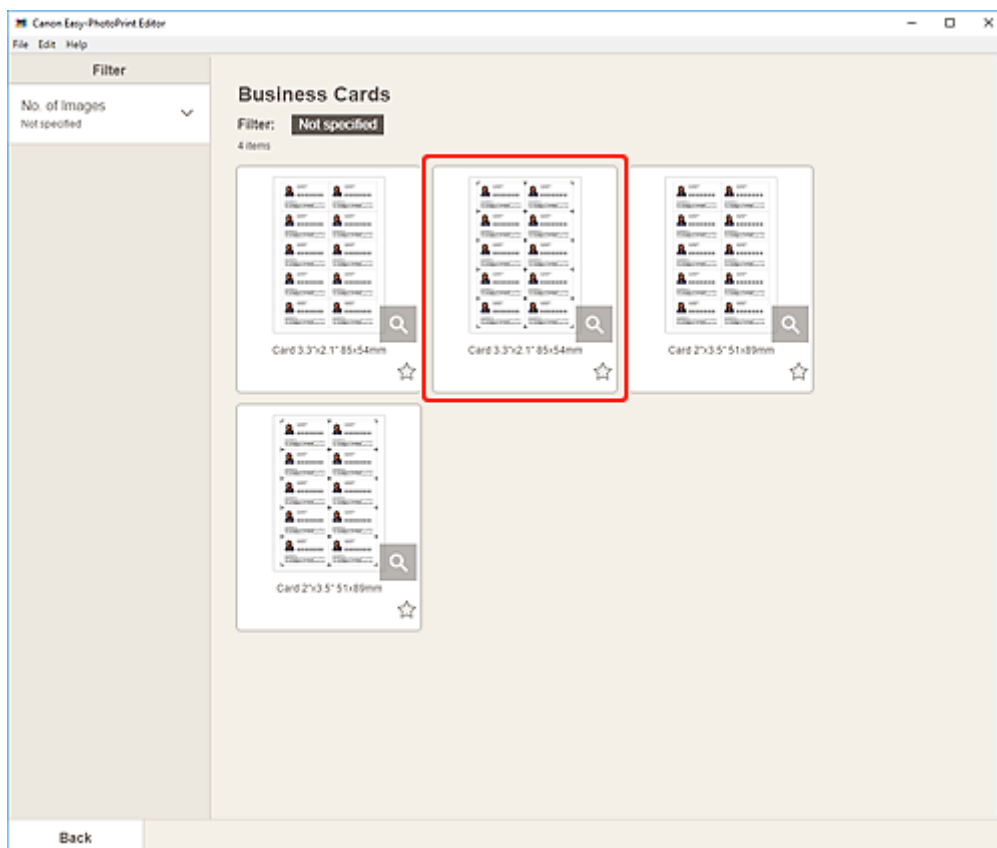 Canon Easy-PhotoPrint Editor
File Edit Help
Filter
No. of Images
Not specified
Business Cards
Filter: Not specified
4 items
Card 3.3"x2.1" 85x54mm
Card 3.3"x2.1" 85x54mm
Card 2"x3.5" 51x89mm
Card 2"x3.5" 51x89mm
Back